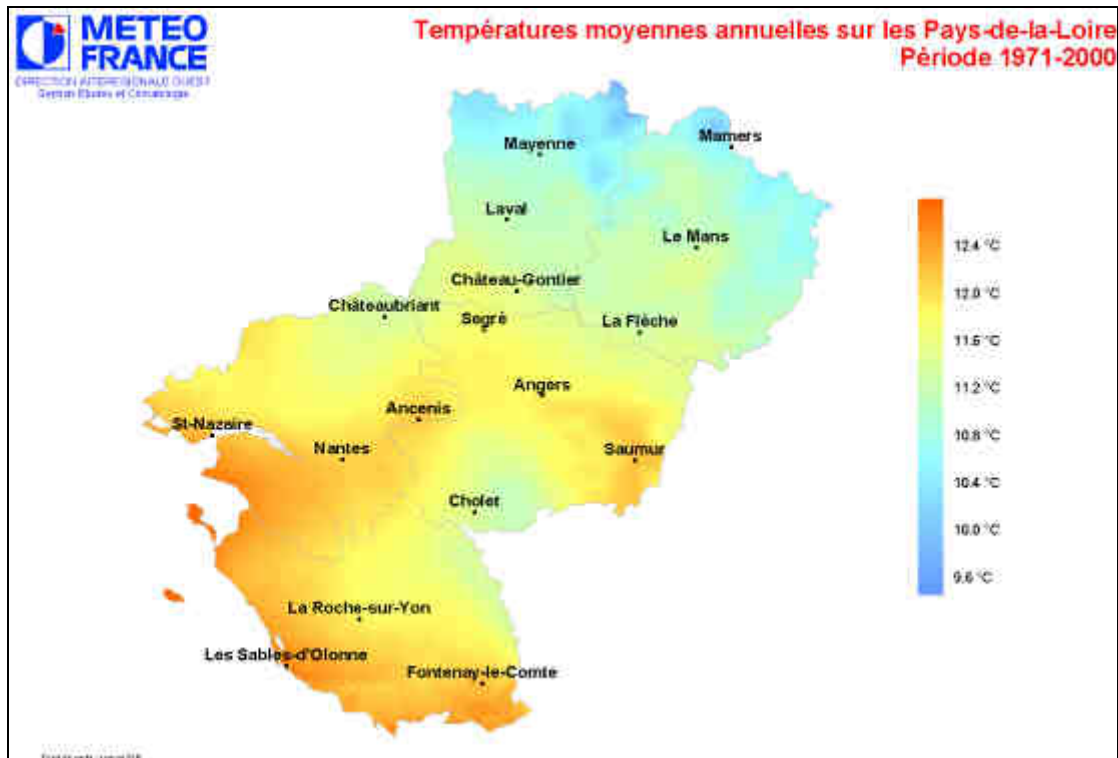 METEO
FRANCE
DIRECTION INTERREGIONALE OUEST
Températures moyennes annuelles sur les Pays-de-la-Loire
Période 1971-2000
Mayenne
Mamers
Laval
Le Mans
Château-Gontier
Châteaubriant
Segré
La Flèche
Angers
Ancenis
St-Nazaire
Nantes
Saumur
Cholet
La Roche-sur-Yon
Les Sables-d'Olonne
Fontenay-le-Comte
12.4 °C
12.0 °C
11.6 °C
11.2 °C
10.8 °C
10.4 °C
10.0 °C
9.6 °C